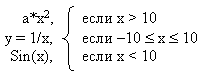 a*x², если x > 10
y = 1/x, если –10 ≤ x ≤ 10
Sin(x), если x < 10